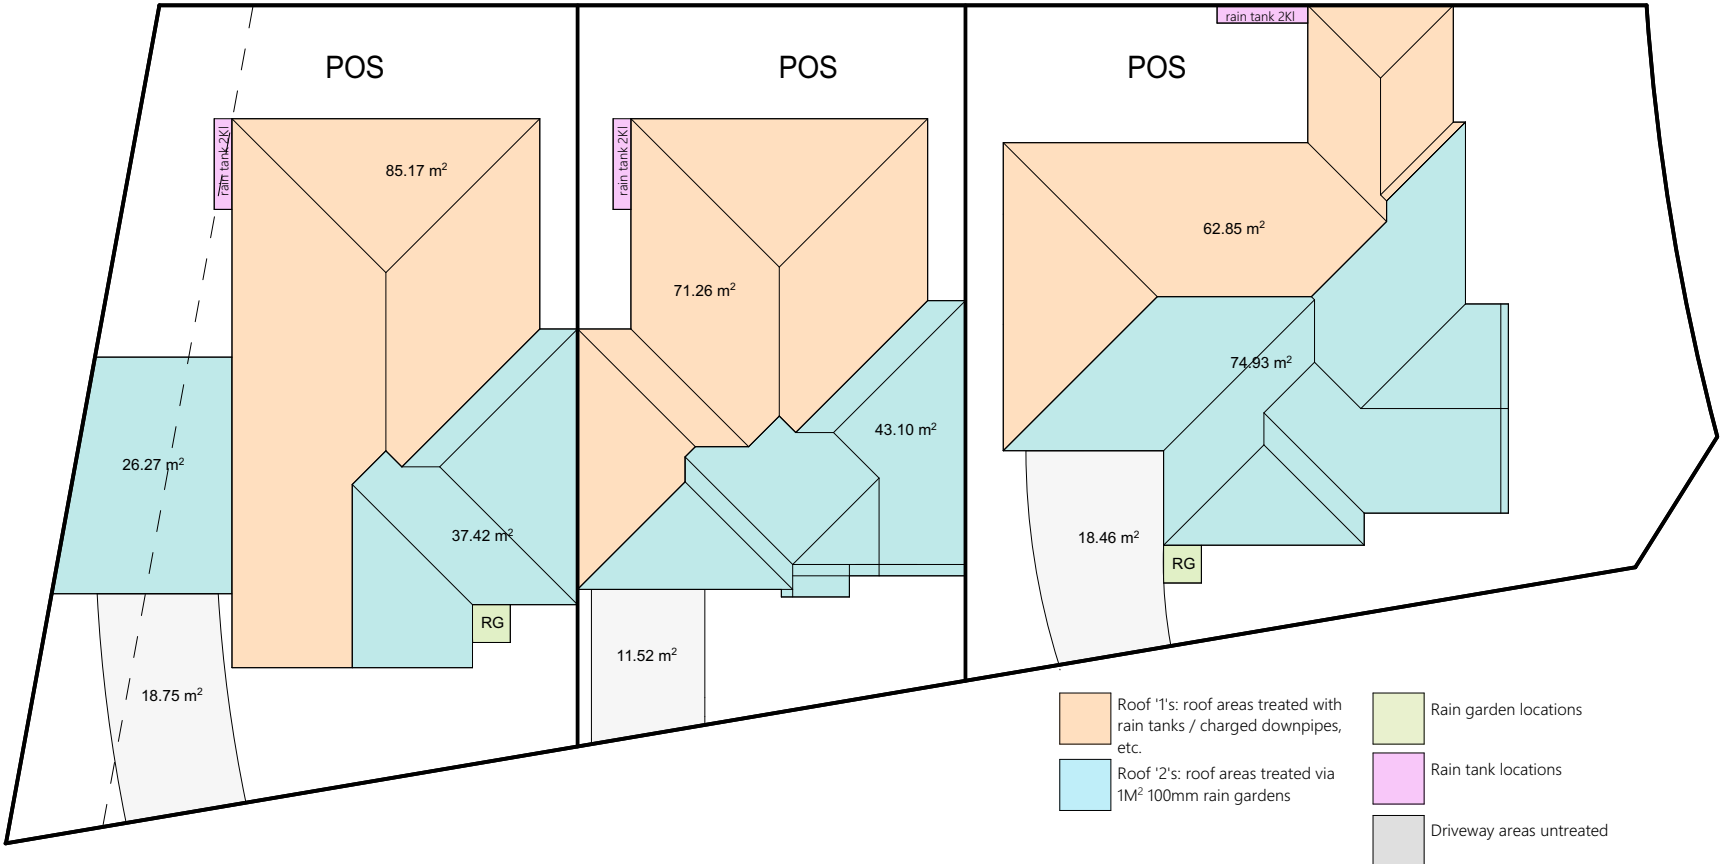 rain tank 2Kl
POS
POS
POS
rain tank 2Kl
rain tank 2Kl
85.17 m²
62.85 m²
71.26 m²
74.93 m²
43.10 m²
26.27 m²
37.42 m²
18.46 m²
RG
RG
11.52 m²
18.75 m²
Roof '1's: roof areas treated with
rain tanks / charged downpipes,
etc.
Roof '2's: roof areas treated via
1M² 100mm rain gardens
Rain garden locations
Rain tank locations
Driveway areas untreated